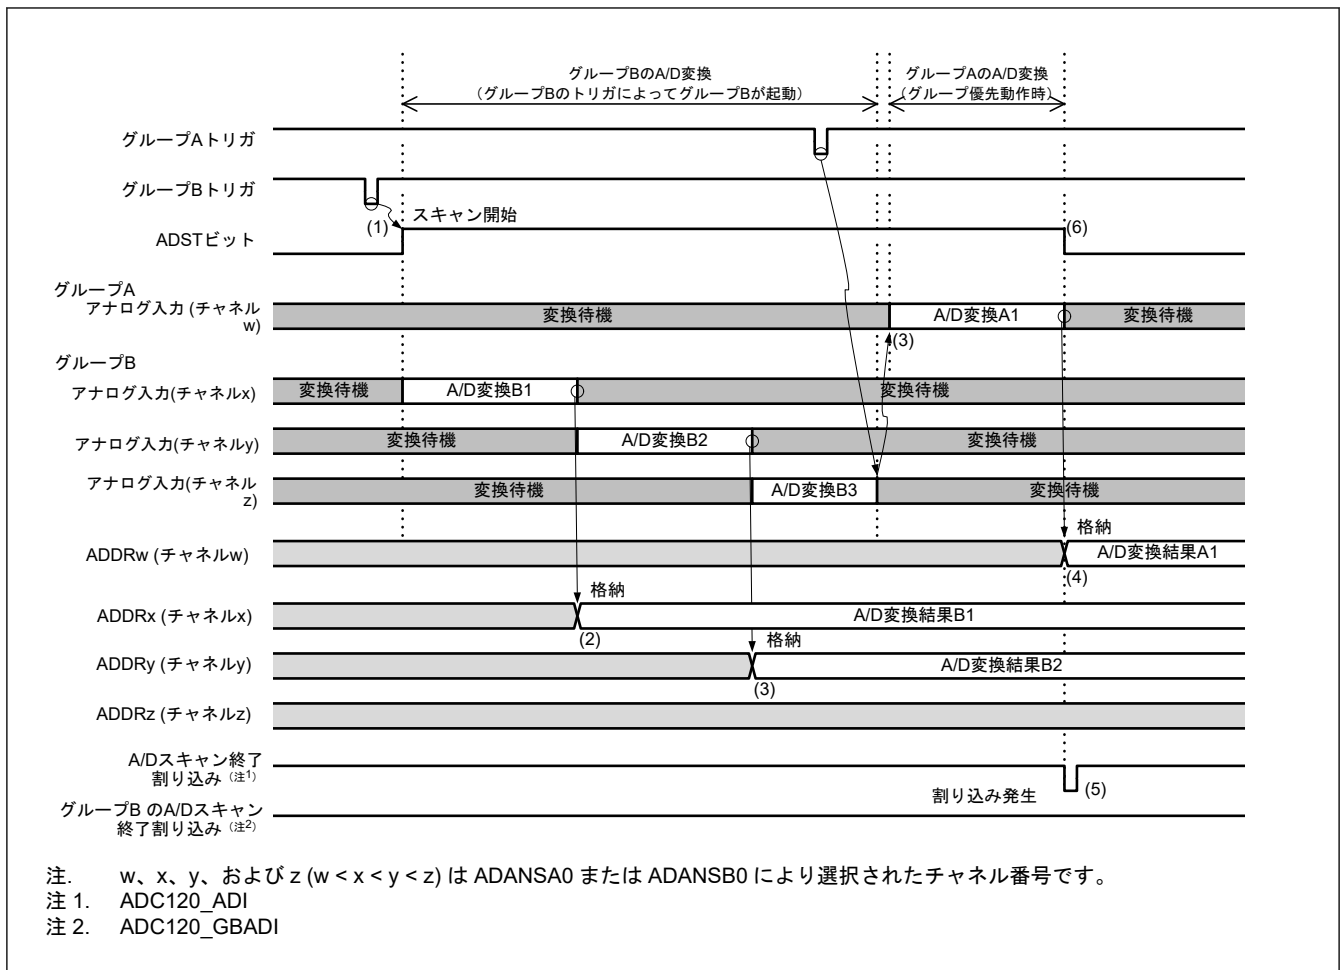 グループBのA/D変換
(グループBのトリガによってグループBが起動)
グループAのA/D変換
(グループ優先動作時)
グループAトリガ
グループBトリガ
(1)
スキャン開始
(6)
ADSTビット
グループA
アナログ入力 (チャネル
w)
変換待機
A/D変換A1
変換待機
(3)
グループB
アナログ入力(チャネルx)
変換待機
A/D変換B1
変換待機
アナログ入力(チャネルy)
変換待機
A/D変換B2
変換待機
アナログ入力(チャネル
z)
変換待機
A/D変換B3
変換待機
格納
ADDRw (チャネルw)
A/D変換結果A1
(4)
格納
ADDRx (チャネルx)
A/D変換結果B1
(2)
格納
ADDRy (チャネルy)
A/D変換結果B2
(3)
ADDRz (チャネルz)
A/Dスキャン終了
割り込み (注1)
割り込み発生
(5)
グループB のA/Dスキャン
終了割り込み (注2)
注. w、x、y、および z (w < x < y < z) は ADANSA0 または ADANSB0 により選択されたチャネル番号です。
注 1. ADC120_ADI
注 2. ADC120_GBADI